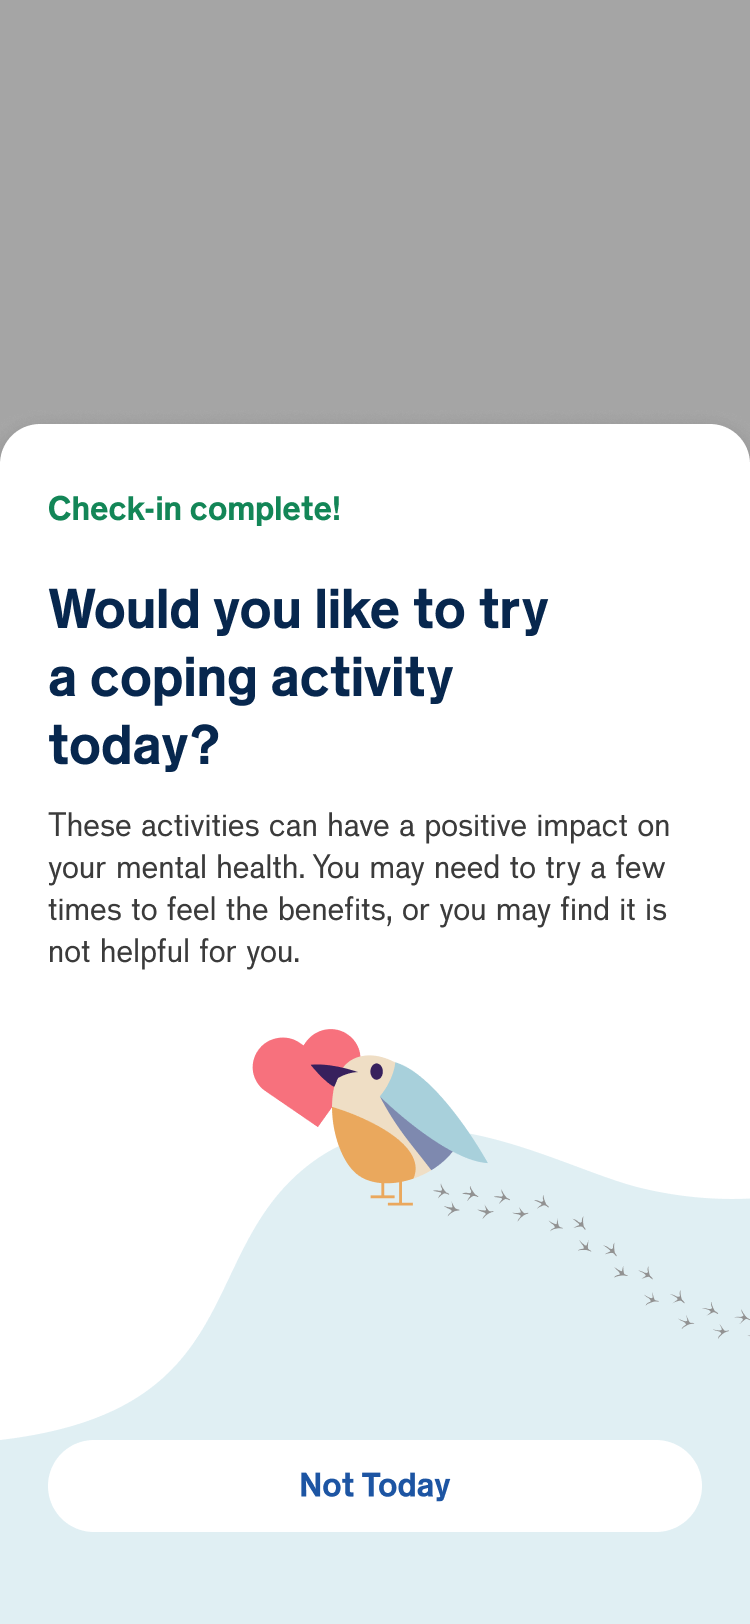 Check-in complete!
Would you like to try
a coping activity
today?
These activities can have a positive impact on
your mental health. You may need to try a few
times to feel the benefits, or you may find it is
not helpful for you.
Not Today